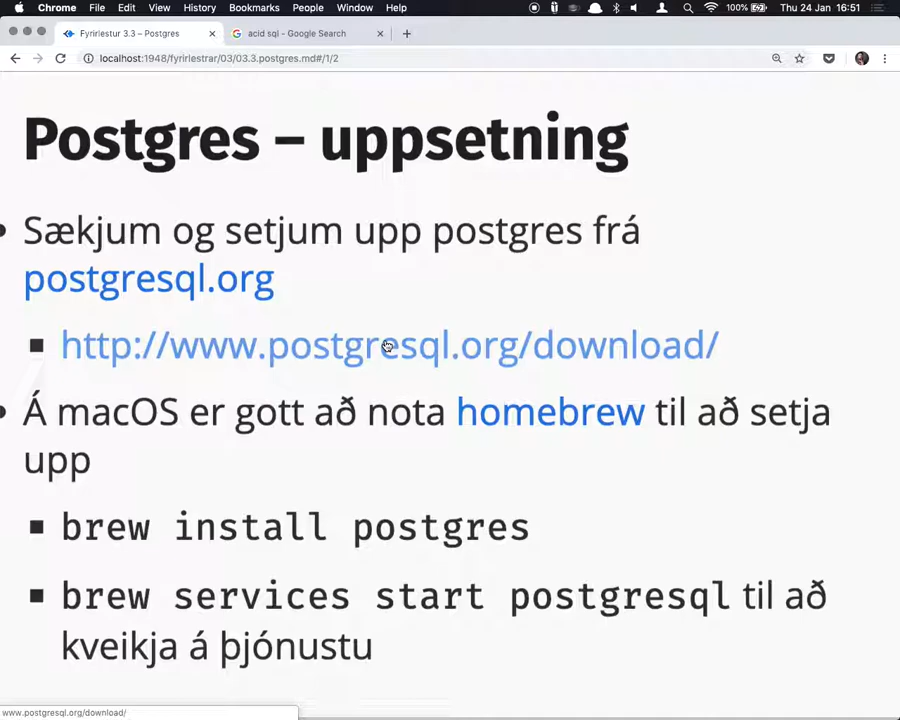 Chrome File Edit View History Bookmarks People Window Help 100% Thu 24 Jan 16:51
Fyrirlestur 3.3 – Postgres acid sql - Google Search
localhost:1948/fyrirlestrar/03/03.3.postgres.md#/1/2
Postgres – uppsetning
Sækjum og setjum upp postgres frá
postgresql.org
http://www.postgresql.org/download/
Á macOS er gott að nota homebrew til að setja
upp
brew install postgres
brew services start postgresql til að
kveikja á þjónustu
www.postgresql.org/download/